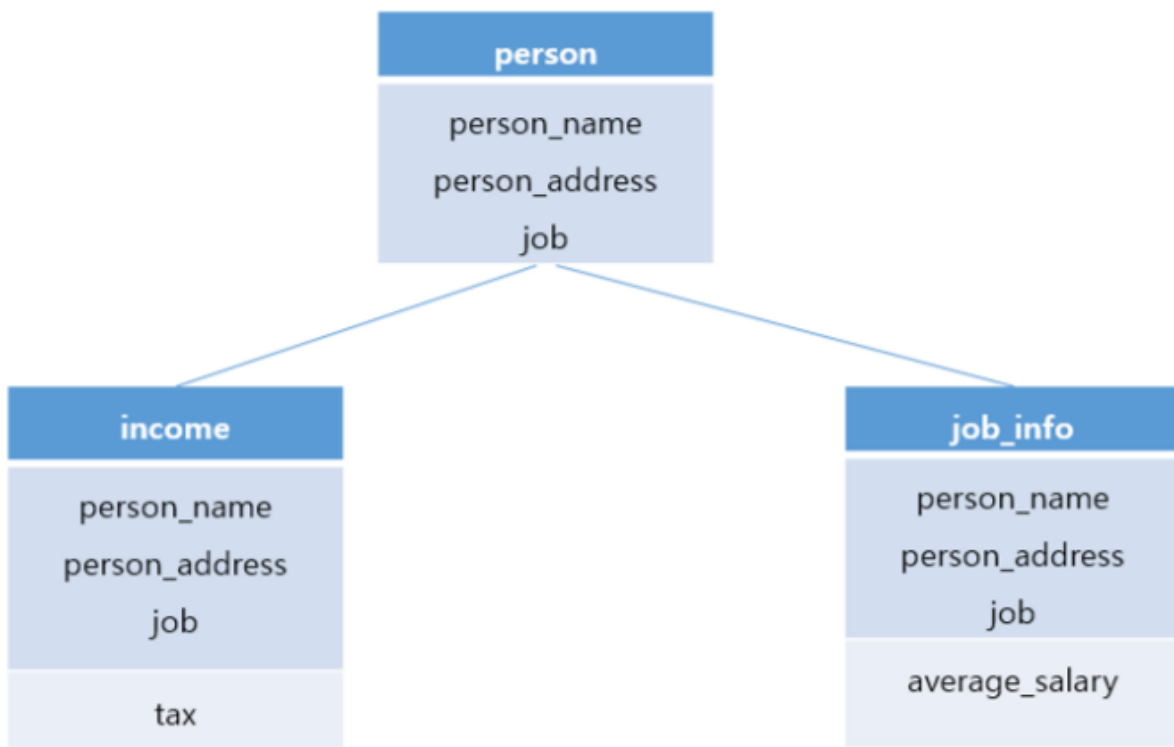 person
person_name
person_address
job
income
person_name
person_address
job
tax
job_info
person_name
person_address
job
average_salary